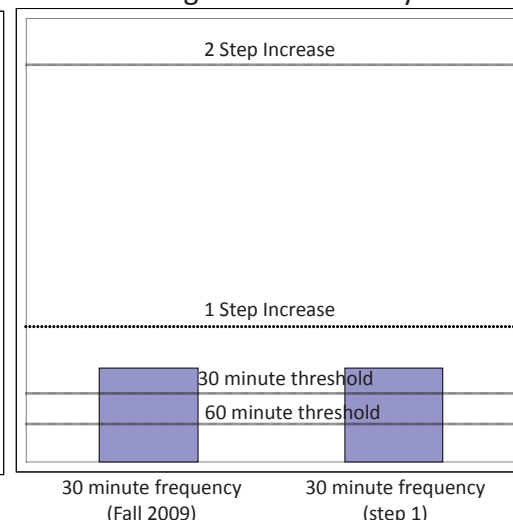 2 Step Increase
1 Step Increase
30 minute threshold
60 minute threshold
30 minute frequency
(Fall 2009)
30 minute frequency
(step 1)